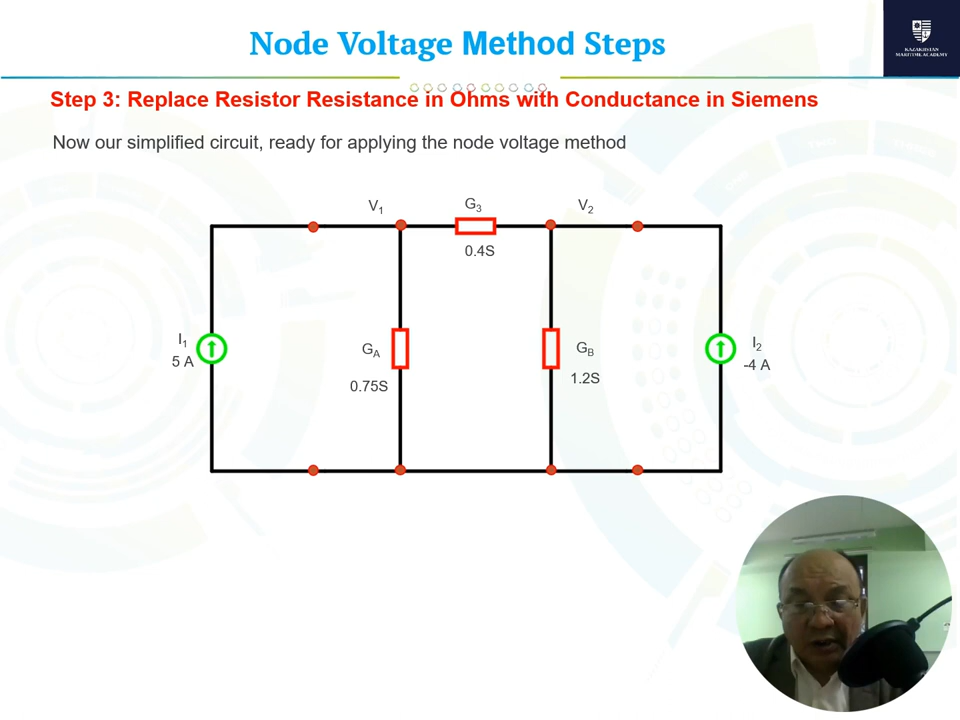 Node Voltage Method Steps
KAZAKHSTAN
MARITIME ACADEMY
Step 3: Replace Resistor Resistance in Ohms with Conductance in Siemens
Now our simplified circuit, ready for applying the node voltage method
V1
G3
V2
0.4S
I1
5 A
GA
0.75S
GB
1.2S
I2
-4 A